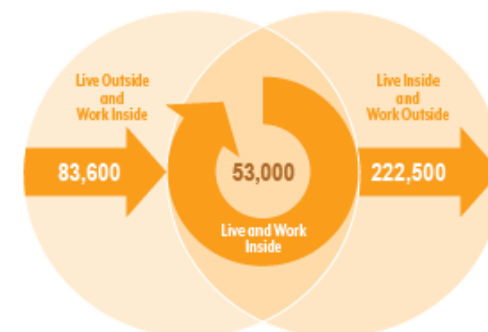 Live Outside
and
Work Inside
83,600
53,000
Live and Work
Inside
Live Inside
and
Work Outside
222,500